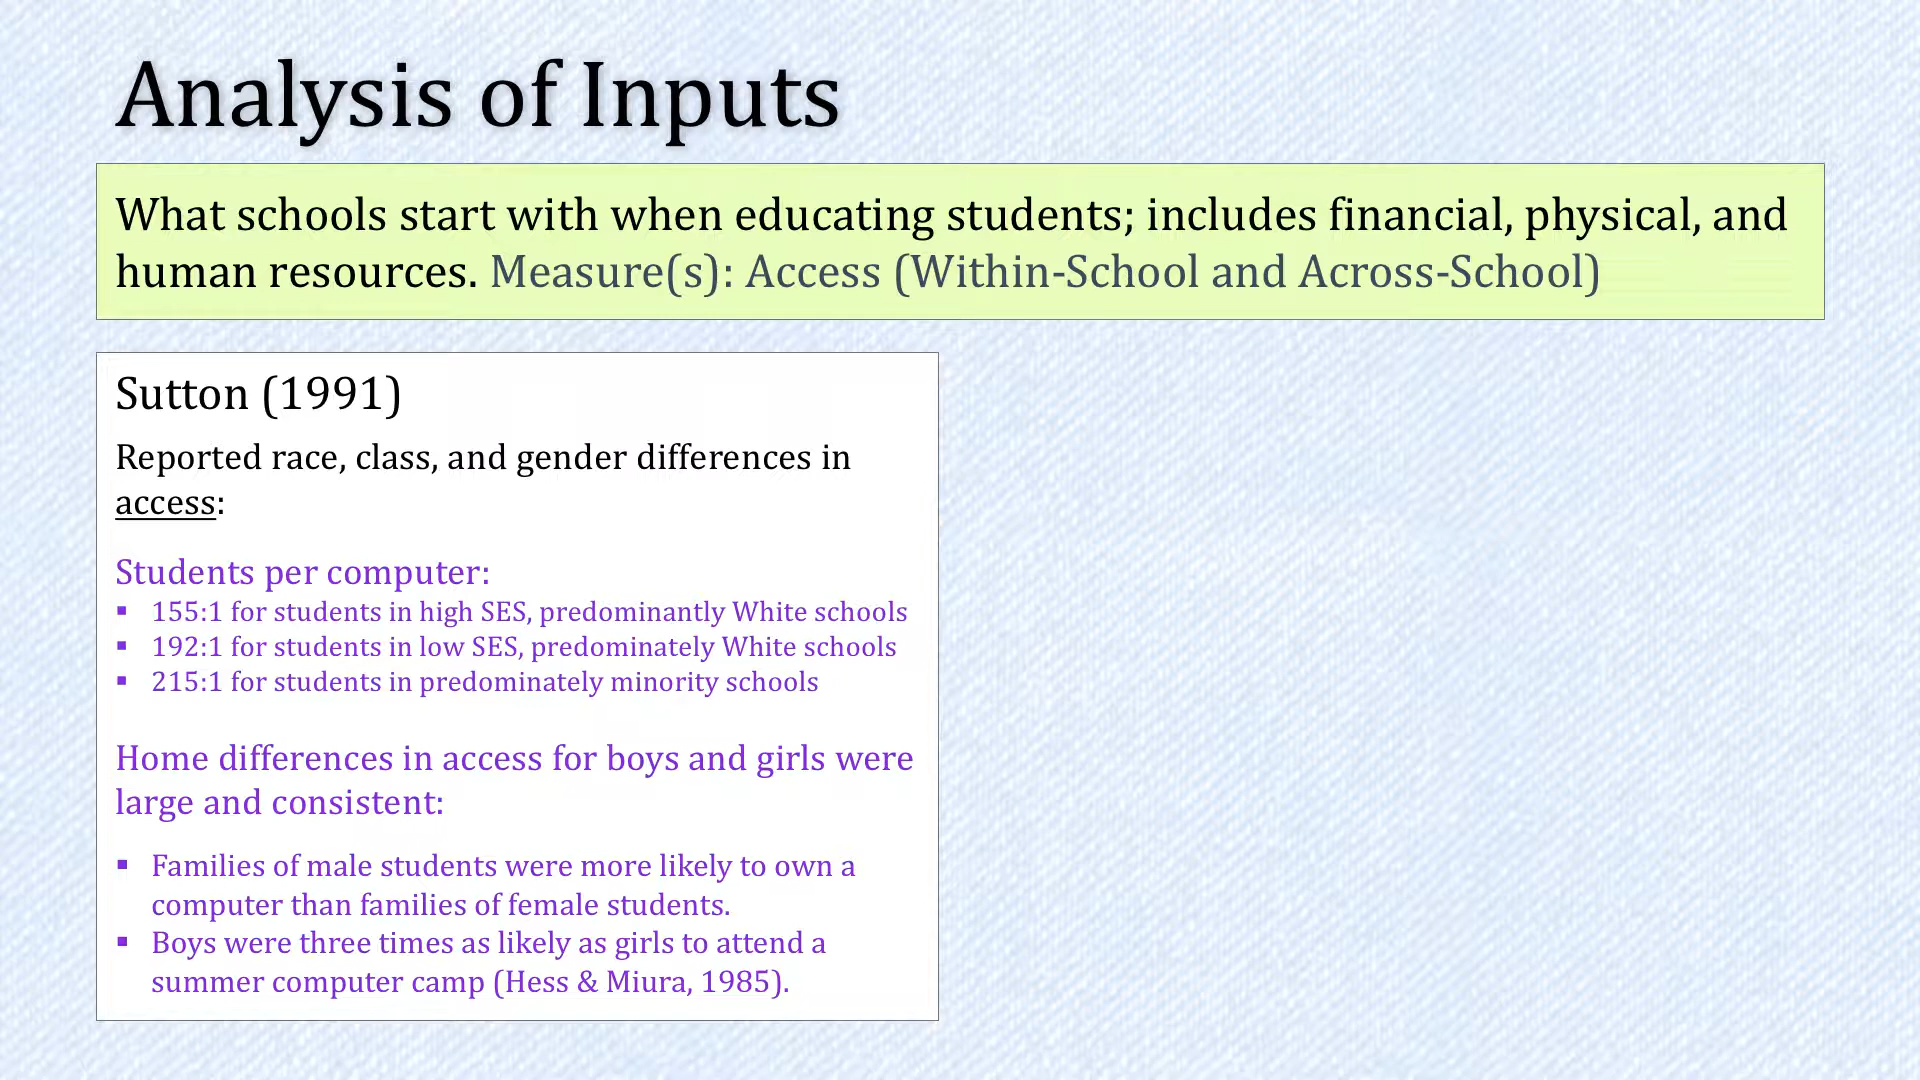 Analysis of Inputs
What schools start with when educating students; includes financial, physical, and
human resources. Measure(s): Access (Within-School and Across-School)
Sutton (1991)
Reported race, class, and gender differences in
access:
Students per computer:
▪ 155:1 for students in high SES, predominantly White schools
▪ 192:1 for students in low SES, predominately White schools
▪ 215:1 for students in predominately minority schools
Home differences in access for boys and girls were
large and consistent:
▪ Families of male students were more likely to own a
computer than families of female students.
▪ Boys were three times as likely as girls to attend a
summer computer camp (Hess & Miura, 1985).